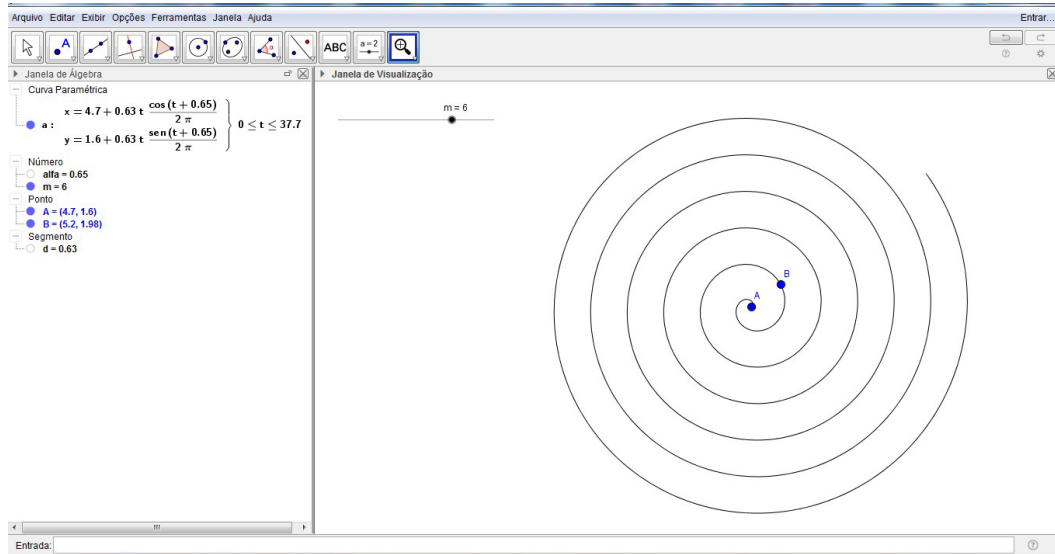 Arquivo Editar Exibir Opções Ferramentas Janela Ajuda
Entrar...
A
ABC
a=2
Janela de Álgebra
Janela de Visualização
Curva Paramétrica
a : x = 4.7 + 0.63 t cos (t + 0.65) / 2 π
y = 1.6 + 0.63 t sen (t + 0.65) / 2 π
0 ≤ t ≤ 37.7
Número
alfa = 0.65
m = 6
Ponto
A = (4.7, 1.6)
B = (5.2, 1.98)
Segmento
d = 0.63
m = 6
B
A
Entrada: